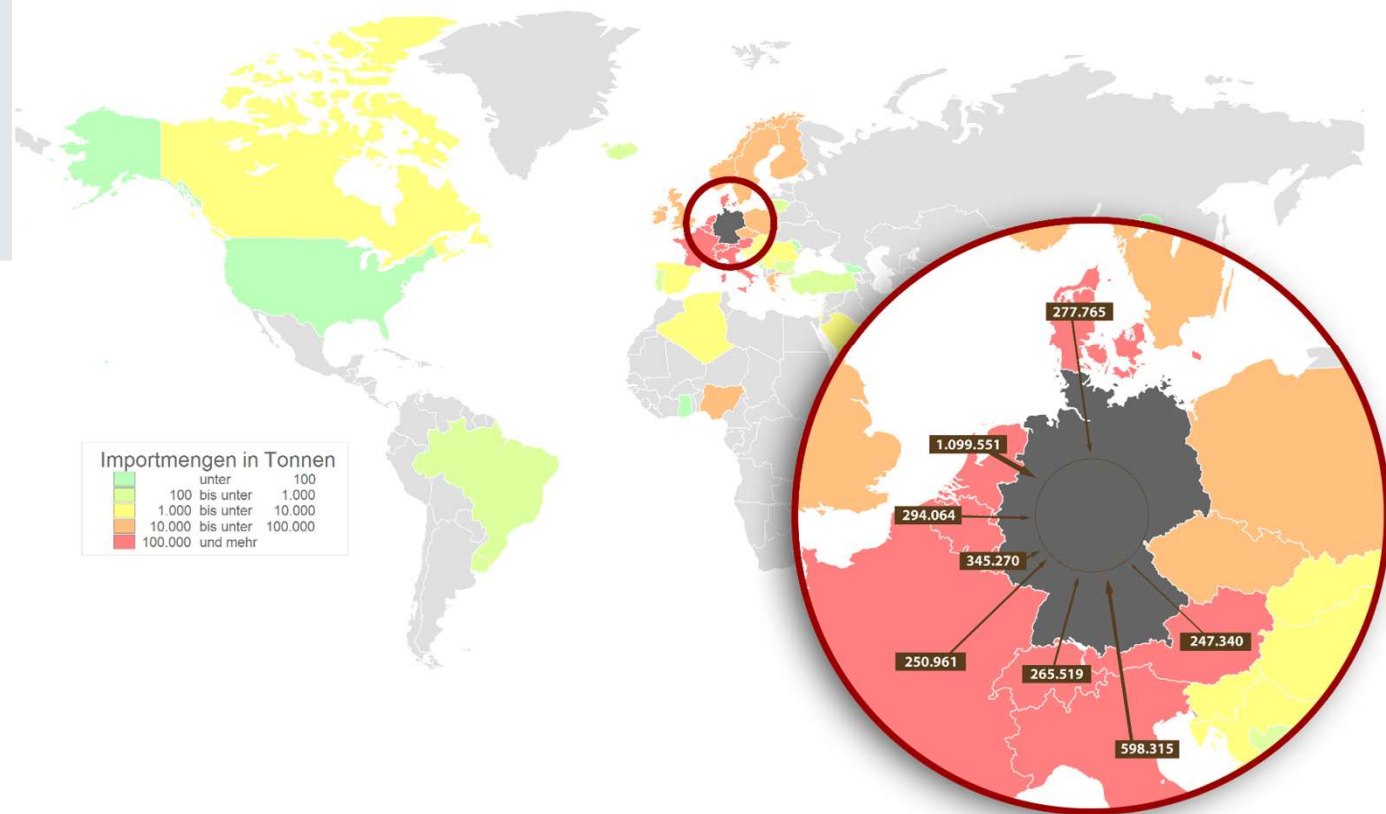 Importmengen in Tonnen
unter 100
100 bis unter 1.000
1.000 bis unter 10.000
10.000 bis unter 100.000
100.000 und mehr
277.765
1.099.551
294.064
345.270
250.961
265.519
247.340
598.315